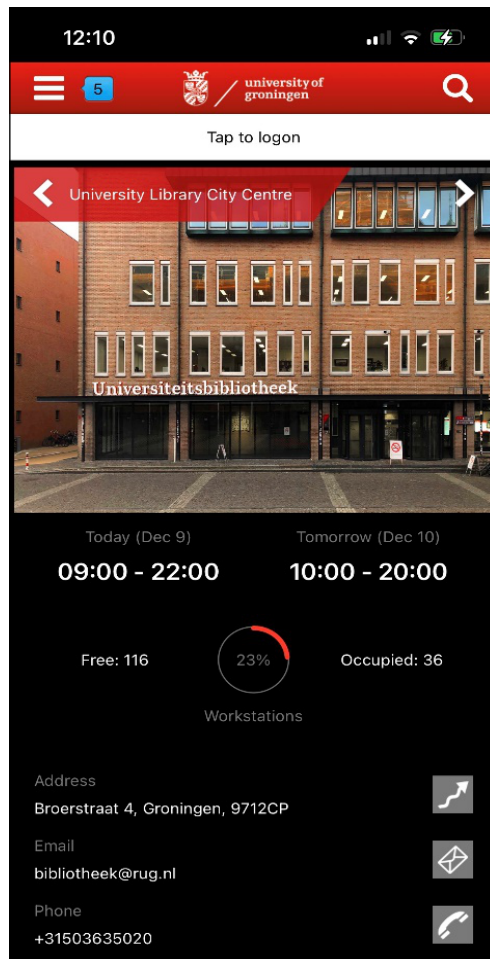 12:10
5
university of
groningen
Tap to logon
University Library City Centre
Universiteitsbibliotheek
Today (Dec 9)
Tomorrow (Dec 10)
09:00 - 22:00
10:00 - 20:00
Free: 116
23%
Occupied: 36
Workstations
Address
Broerstraat 4, Groningen, 9712CP
Email
bibliotheek@rug.nl
Phone
+31503635020